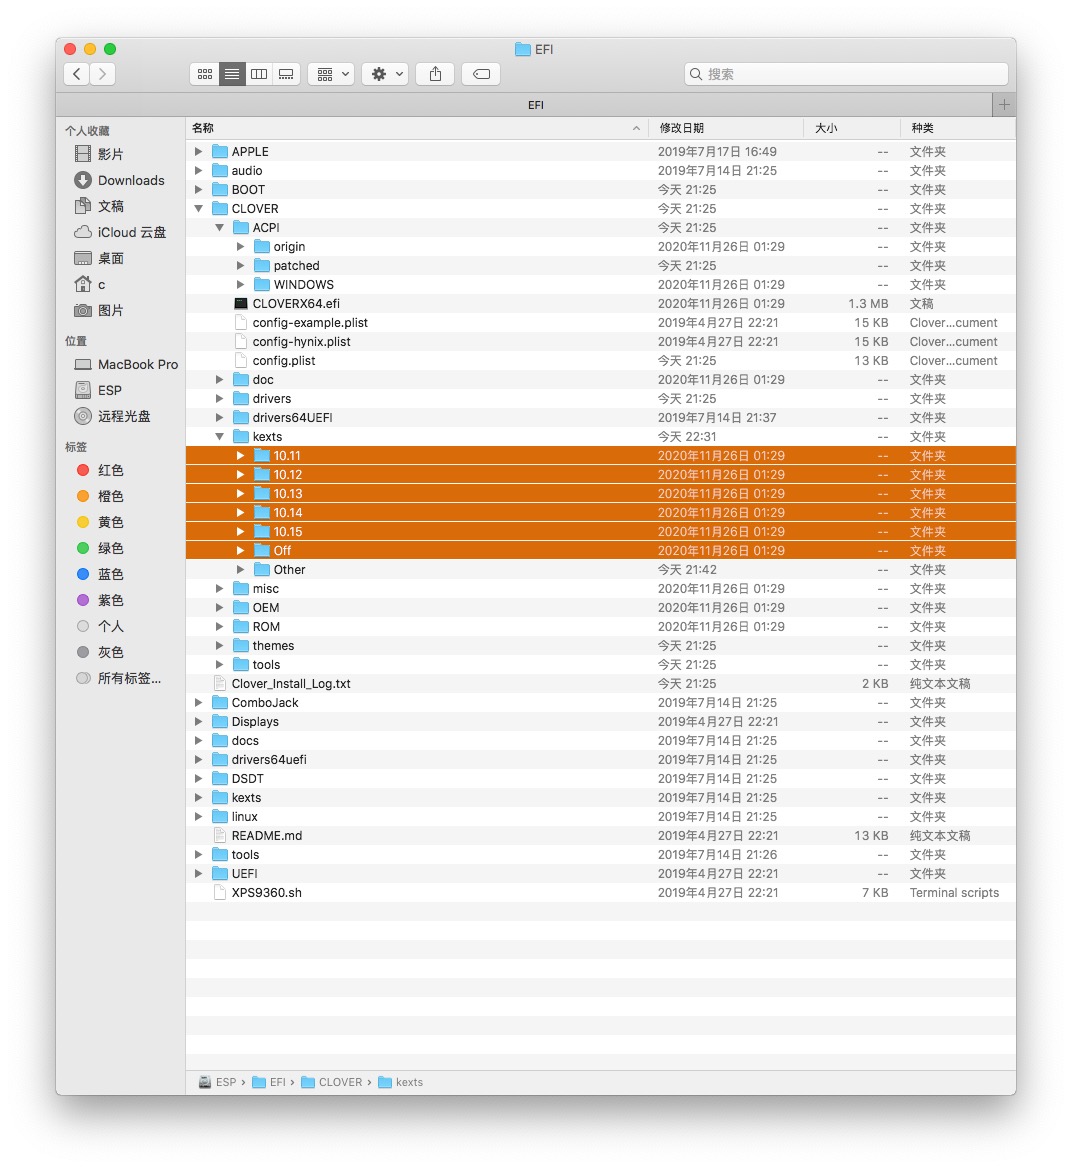 EFI
搜索
EFI
个人收藏
影片
Downloads
文稿
iCloud 云盘
桌面
c
图片
位置
MacBook Pro
ESP
远程光盘
标签
红色
橙色
黄色
绿色
蓝色
紫色
个人
灰色
所有标签...
名称 修改日期 大小 种类
APPLE 2019年7月17日 16:49 -- 文件夹
audio 2019年7月14日 21:25 -- 文件夹
BOOT 今天 21:25 -- 文件夹
CLOVER 今天 21:25 -- 文件夹
ACPI 今天 21:25 -- 文件夹
origin 2020年11月26日 01:29 -- 文件夹
patched 今天 21:25 -- 文件夹
WINDOWS 2020年11月26日 01:29 -- 文件夹
CLOVERX64.efi 2020年11月26日 01:29 1.3 MB 文稿
config-example.plist 2019年4月27日 22:21 15 KB Clover...cument
config-hynix.plist 2019年4月27日 22:21 15 KB Clover...cument
config.plist 今天 21:25 13 KB Clover...cument
doc 2020年11月26日 01:29 -- 文件夹
drivers 今天 21:25 -- 文件夹
drivers64UEFI 2019年7月14日 21:37 -- 文件夹
kexts 今天 22:31 -- 文件夹
10.11 2020年11月26日 01:29 -- 文件夹
10.12 2020年11月26日 01:29 -- 文件夹
10.13 2020年11月26日 01:29 -- 文件夹
10.14 2020年11月26日 01:29 -- 文件夹
10.15 2020年11月26日 01:29 -- 文件夹
Off 2020年11月26日 01:29 -- 文件夹
Other 今天 21:42 -- 文件夹
misc 2020年11月26日 01:29 -- 文件夹
OEM 2020年11月26日 01:29 -- 文件夹
ROM 2020年11月26日 01:29 -- 文件夹
themes 今天 21:25 -- 文件夹
tools 今天 21:25 -- 文件夹
Clover_Install_Log.txt 今天 21:25 2 KB 纯文本文稿
ComboJack 2019年7月14日 21:25 -- 文件夹
Displays 2019年4月27日 22:21 -- 文件夹
docs 2019年7月14日 21:25 -- 文件夹
drivers64uefi 2019年7月14日 21:25 -- 文件夹
DSDT 2019年7月14日 21:25 -- 文件夹
kexts 2019年7月14日 21:25 -- 文件夹
linux 2019年7月14日 21:25 -- 文件夹
README.md 2019年4月27日 22:21 13 KB 纯文本文稿
tools 2019年7月14日 21:26 -- 文件夹
UEFI 2019年4月27日 22:21 -- 文件夹
XPS9360.sh 2019年4月27日 22:21 7 KB Terminal scripts
ESP › EFI › CLOVER › kexts